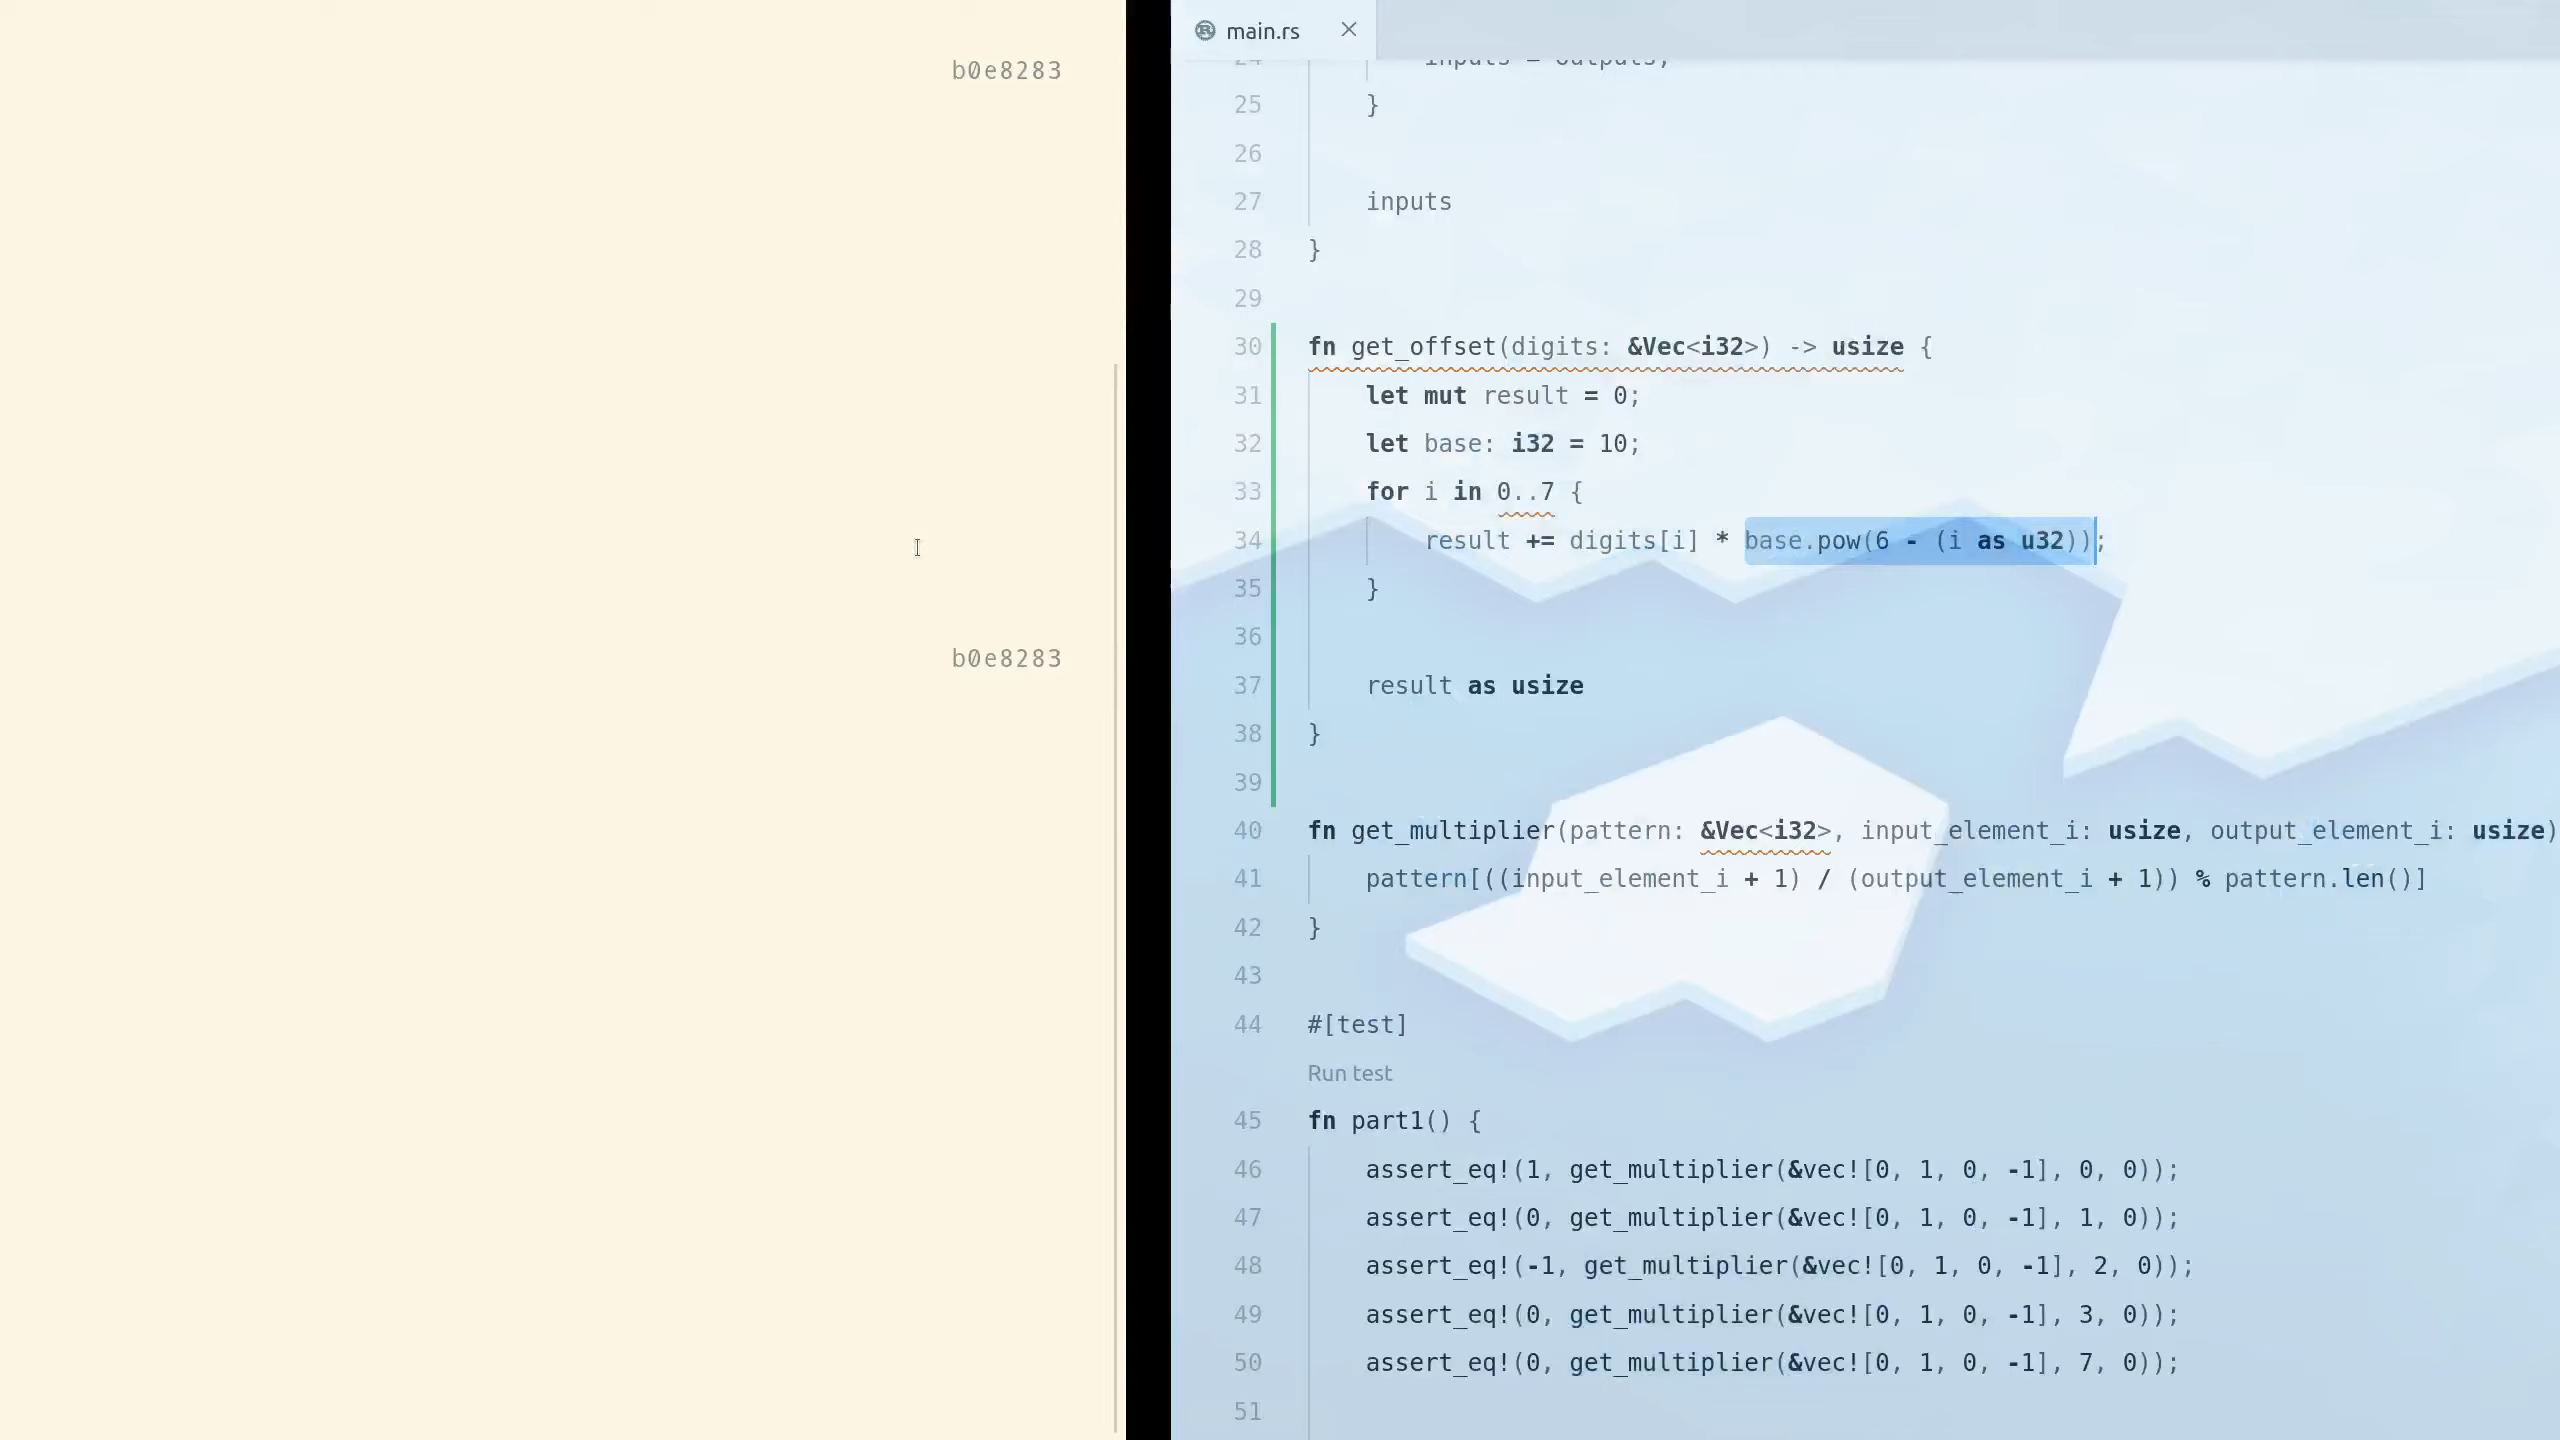 b0e8283
b0e8283
main.rs
24 inputs = outputs;
25 }
26
27 inputs
28 }
29
30 fn get_offset(digits: &Vec<i32>) -> usize {
31 let mut result = 0;
32 let base: i32 = 10;
33 for i in 0..7 {
34 result += digits[i] * base.pow(6 - (i as u32));
35 }
36
37 result as usize
38 }
39
40 fn get_multiplier(pattern: &Vec<i32>, input_element_i: usize, output_element_i: usize)
41 pattern[((input_element_i + 1) / (output_element_i + 1)) % pattern.len()]
42 }
43
44 #[test]
Run test
45 fn part1() {
46 assert_eq!(1, get_multiplier(&vec![0, 1, 0, -1], 0, 0));
47 assert_eq!(0, get_multiplier(&vec![0, 1, 0, -1], 1, 0));
48 assert_eq!(-1, get_multiplier(&vec![0, 1, 0, -1], 2, 0));
49 assert_eq!(0, get_multiplier(&vec![0, 1, 0, -1], 3, 0));
50 assert_eq!(0, get_multiplier(&vec![0, 1, 0, -1], 7, 0));
51